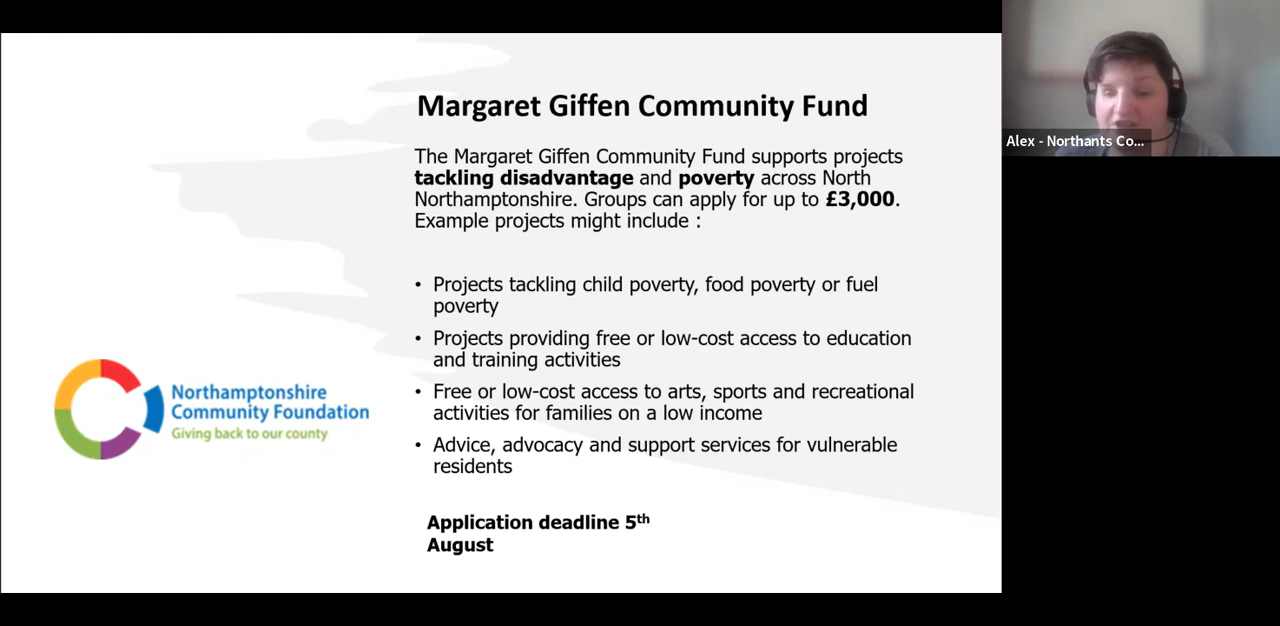 Margaret Giffen Community Fund
The Margaret Giffen Community Fund supports projects
tackling disadvantage and poverty across North
Northamptonshire. Groups can apply for up to £3,000.
Example projects might include :
• Projects tackling child poverty, food poverty or fuel
poverty
• Projects providing free or low-cost access to education
and training activities
• Free or low-cost access to arts, sports and recreational
activities for families on a low income
• Advice, advocacy and support services for vulnerable
residents
Application deadline 5th
August
Northamptonshire
Community Foundation
Giving back to our county
Alex - Northants Co...